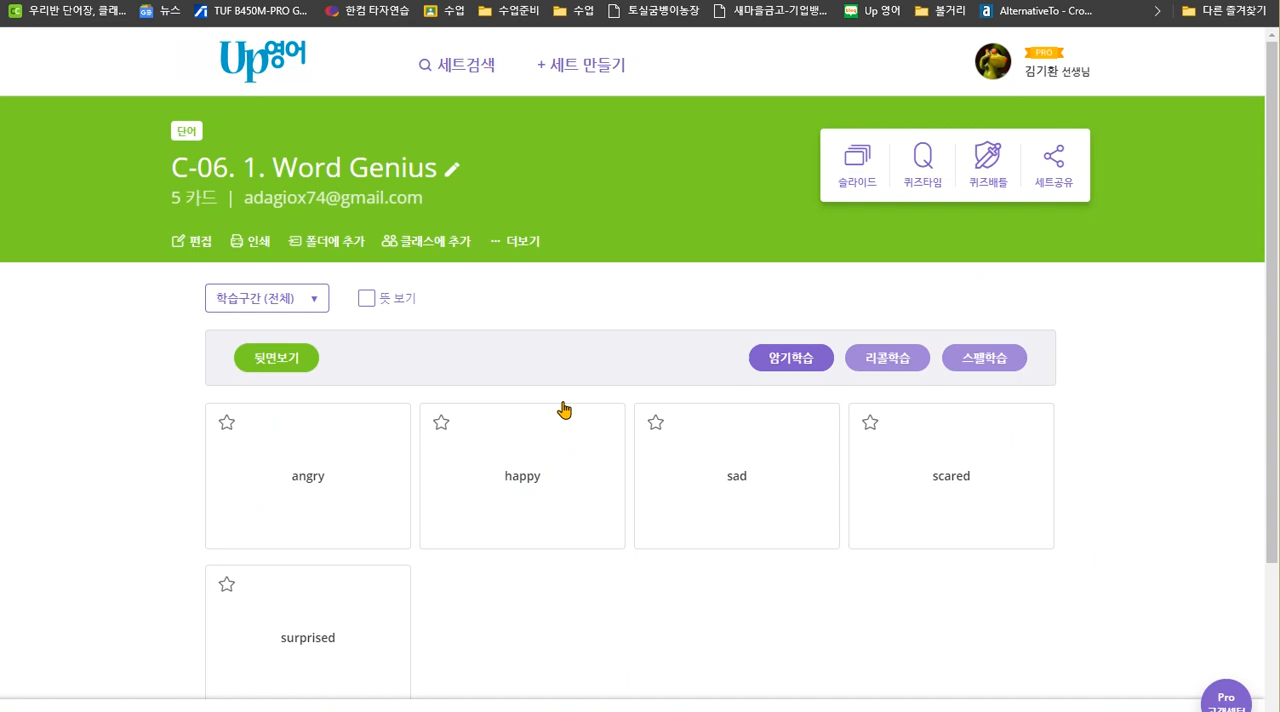 우리반 단어장, 클래... 뉴스 TUF B450M-PRO G... 한컴 타자연습 수업 수업준비 수업 토실굼벵이농장 새마을금고-기업뱅... Up 영어 볼거리 AlternativeTo - Cro... 다른 즐겨찾기
Up영어 세트검색 + 세트 만들기 PRO
김기환 선생님
단어
C-06. 1. Word Genius
5 카드 | adagiox74@gmail.com
슬라이드 퀴즈타임 퀴즈배틀 세트공유
편집 인쇄 폴더에 추가 클래스에 추가 ··· 더보기
학습구간 (전체) ▼ 뜻 보기
뒷면보기 암기학습 리콜학습 스펠학습
angry happy sad scared
surprised
Pro
고객센터